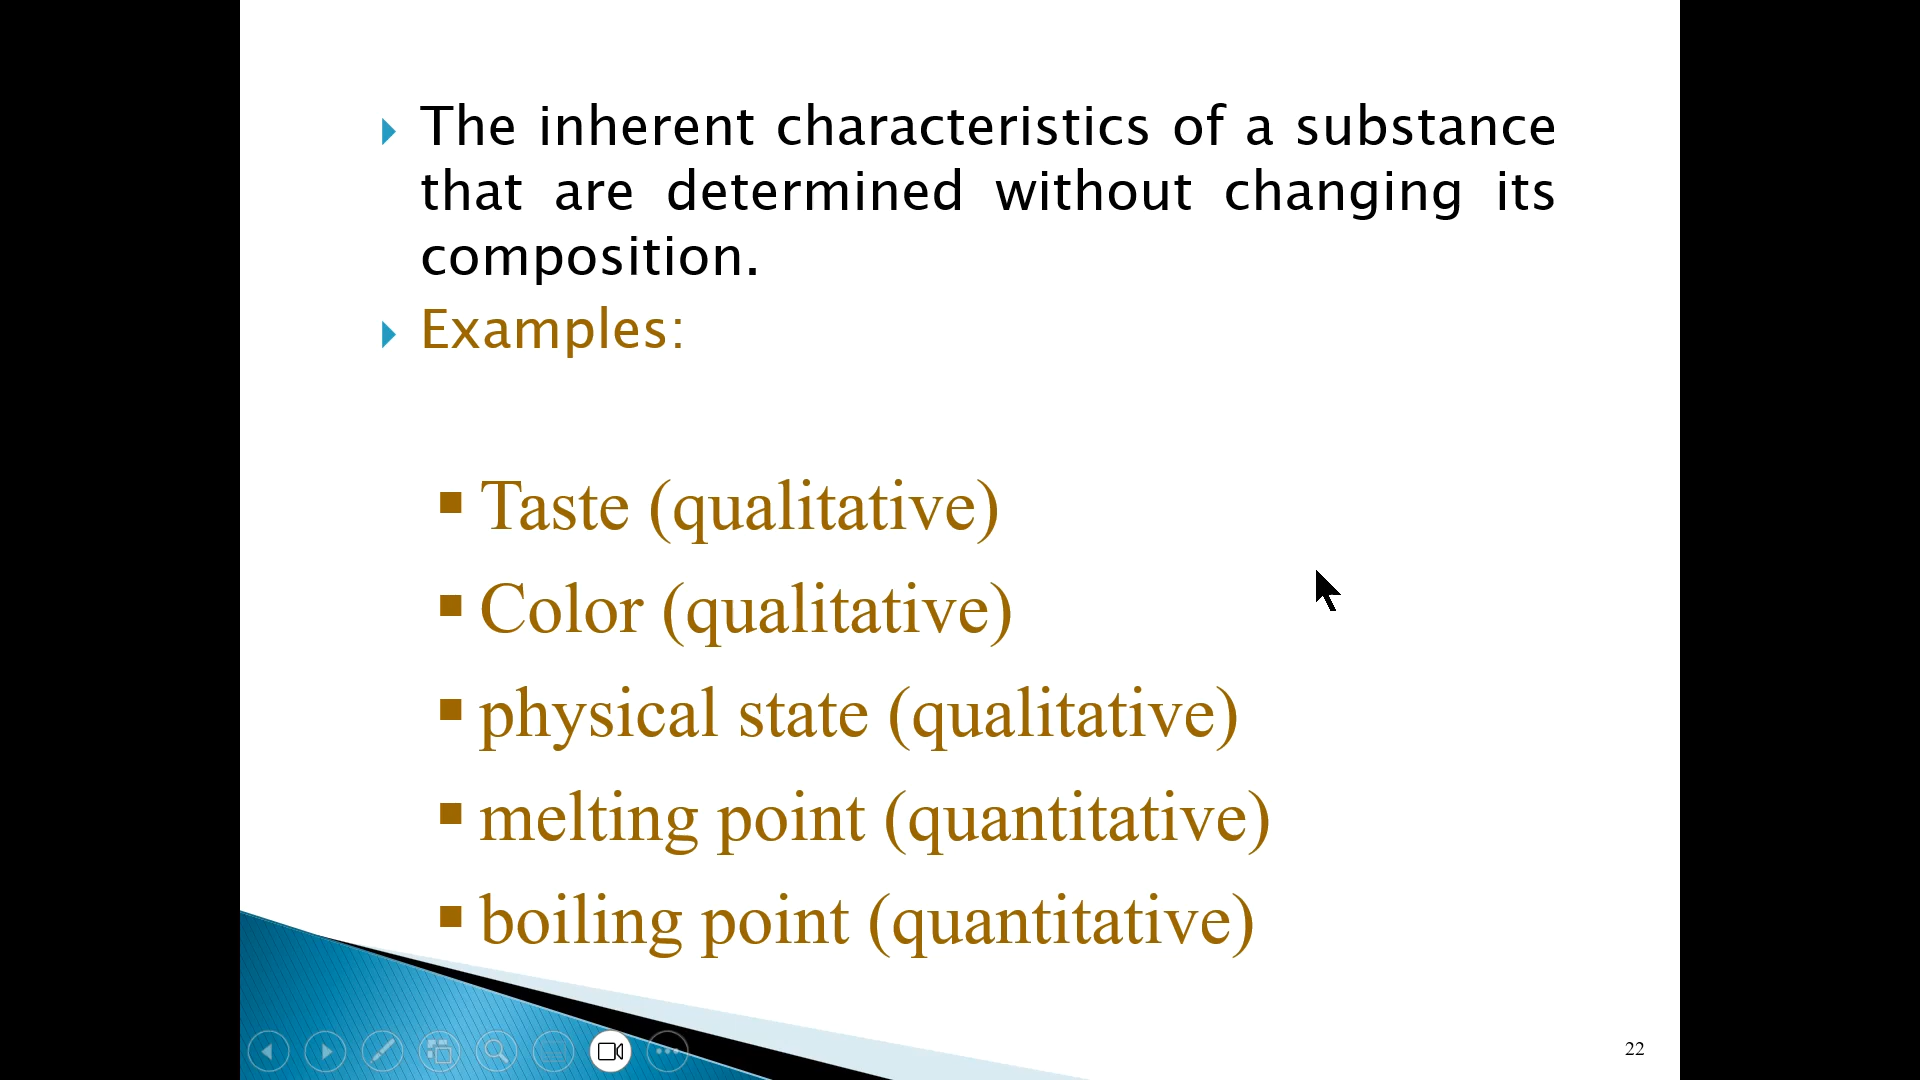 The inherent characteristics of a substance
that are determined without changing its
composition.
Examples:
Taste (qualitative)
Color (qualitative)
physical state (qualitative)
melting point (quantitative)
boiling point (quantitative)
22